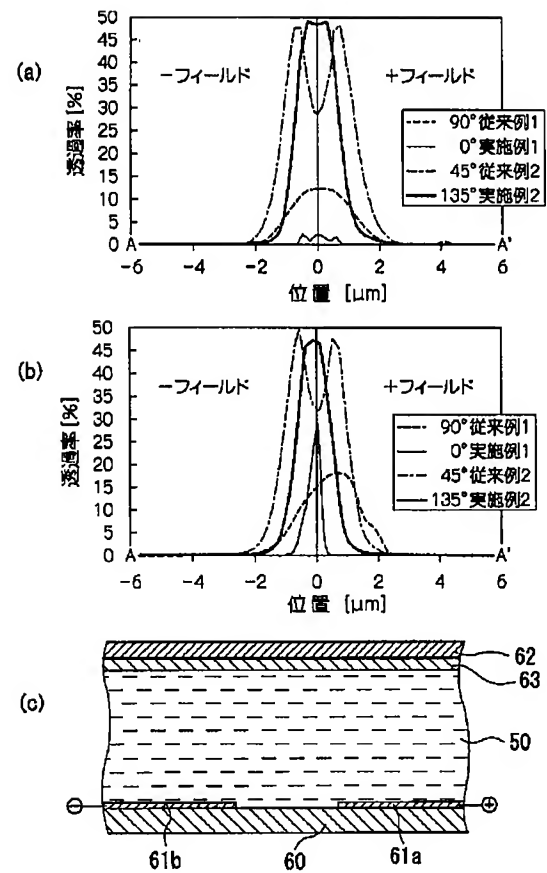 (a)
透過率 [%]
50
45
40
35
30
25
20
15
10
5
0
−フィールド
+フィールド
90°従来例1
0°実施例1
45°従来例2
135°実施例2
A
A'
−6
−4
−2
0
2
4
6
位置 [μm]
(b)
透過率 [%]
50
45
40
35
30
25
20
15
10
5
0
−フィールド
+フィールド
90°従来例1
0°実施例1
45°従来例2
135°実施例2
A
A'
−6
−4
−2
0
2
4
6
位置 [μm]
(c)
62
63
50
⊖
⊕
61b
60
61a